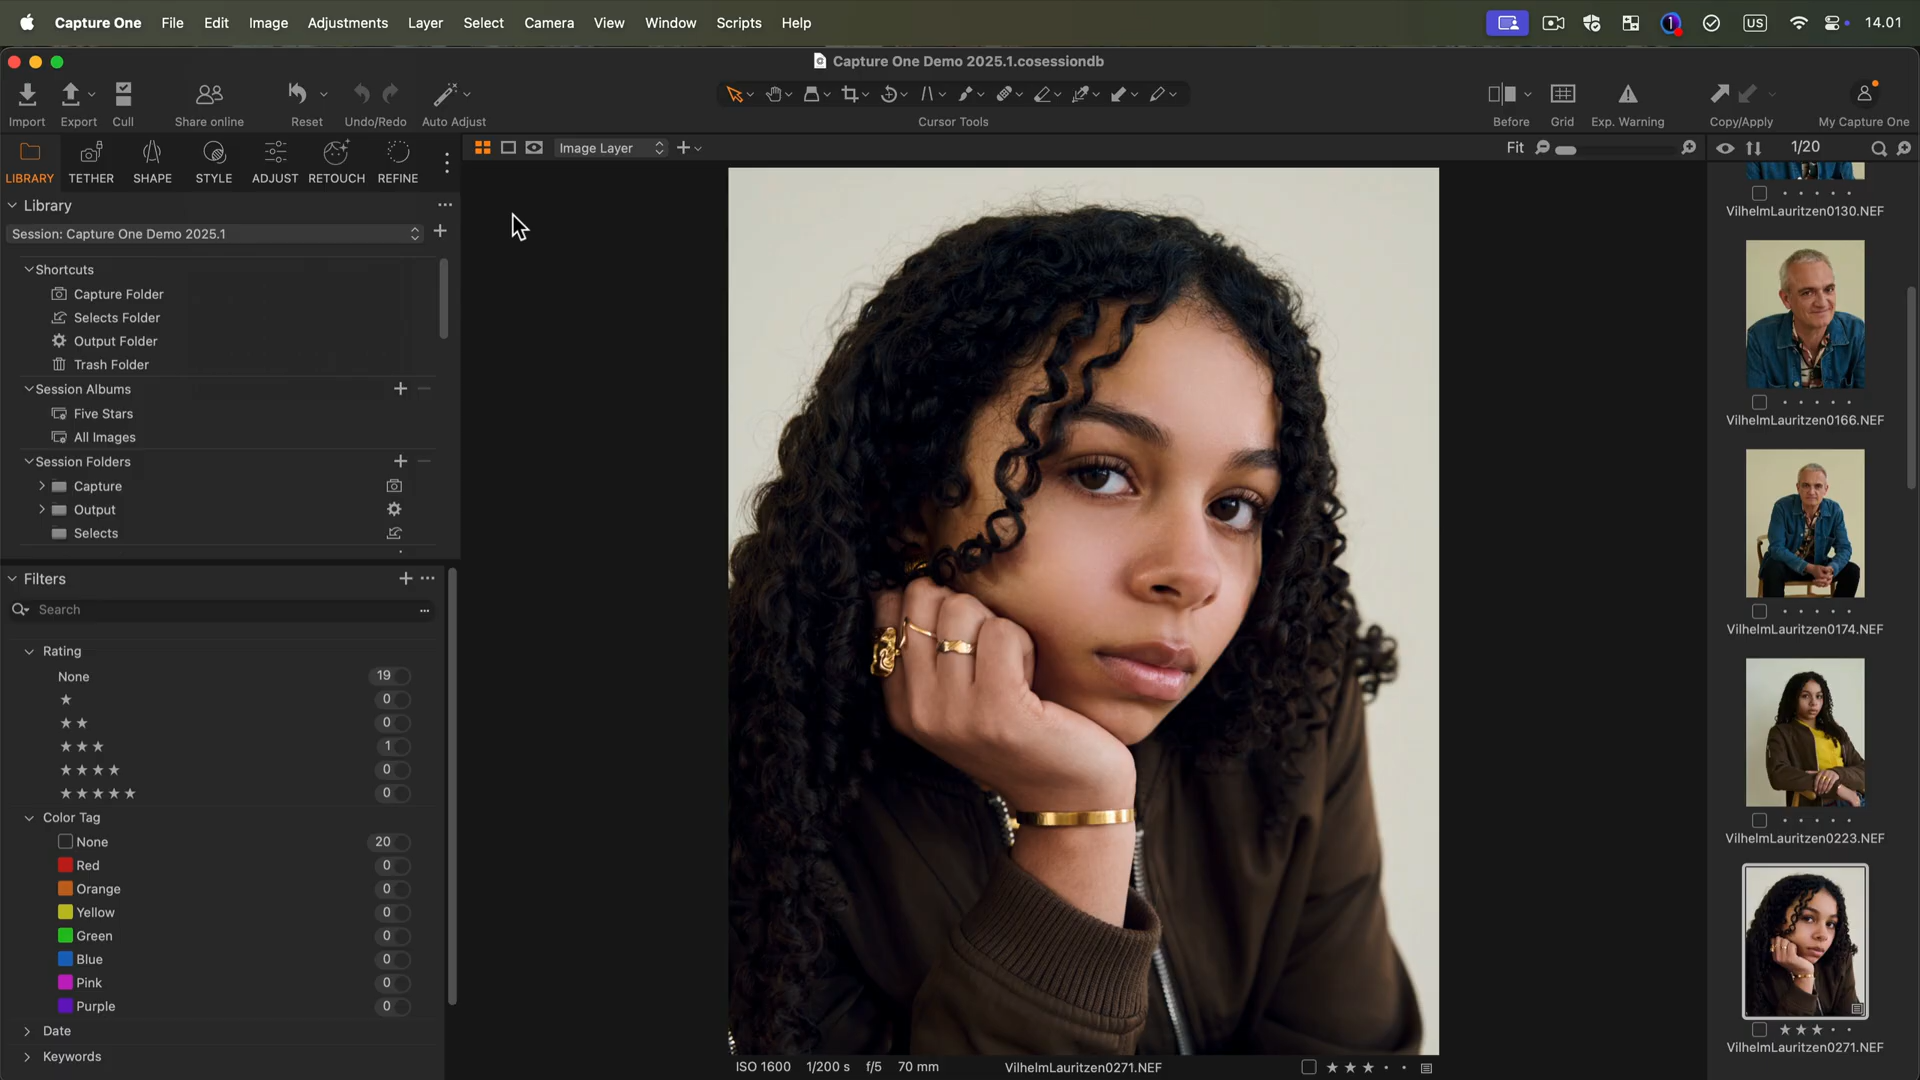 Capture One File Edit Image Adjustments Layer Select Camera View Window Scripts Help 1 US 14.01
Capture One Demo 2025.1.cosessiondb
Import Export Cull Share online Reset Undo/Redo Auto Adjust Cursor Tools Before Grid Exp. Warning Copy/Apply My Capture One
LIBRARY TETHER SHAPE STYLE ADJUST RETOUCH REFINE
Image Layer Fit 1/20
Library
Session: Capture One Demo 2025.1
Shortcuts
Capture Folder
Selects Folder
Output Folder
Trash Folder
Session Albums
Five Stars
All Images
Session Folders
Capture
Output
Selects
Filters
Search
Rating
None 19
0
0
1
0
0
Color Tag
None 20
Red 0
Orange 0
Yellow 0
Green 0
Blue 0
Pink 0
Purple 0
Date
Keywords
ISO 1600 1/200 s f/5 70 mm VilhelmLauritzen0271.NEF
VilhelmLauritzen0130.NEF
VilhelmLauritzen0166.NEF
VilhelmLauritzen0174.NEF
VilhelmLauritzen0223.NEF
VilhelmLauritzen0271.NEF